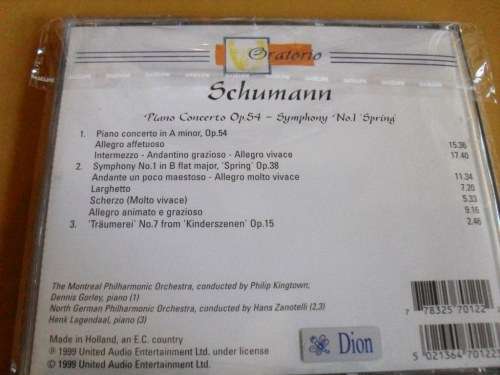 Oratorio
Schumann
Piano Concerto Op.54 - Symphony No.1 'Spring'
1. Piano concerto in A minor, Op.54
Allegro affetuoso 15.36
Intermezzo - Andantino grazioso - Allegro vivace 17.40
2. Symphony No.1 in B flat major, 'Spring' Op.38
Andante un poco maestoso - Allegro molto vivace 11.34
Larghetto 7.20
Scherzo (Molto vivace) 5.33
Allegro animato e grazioso 9.16
3. 'Träumerei' No.7 from 'Kinderszenen' Op.15 2.46
The Montreal Philharmonic Orchestra, conducted by Philip Kingtown,
Dennis Gorley, piano (1)
North German Philharmonic Orchestra, conducted by Hans Zanotelli (2,3)
Henk Lagendaal, piano (3)
7 78325 70122
Made in Holland, an E.C. country
℗ 1999 United Audio Entertainment Ltd. under license
© 1999 United Audio Entertainment Ltd.
Dion
5 021364 701223